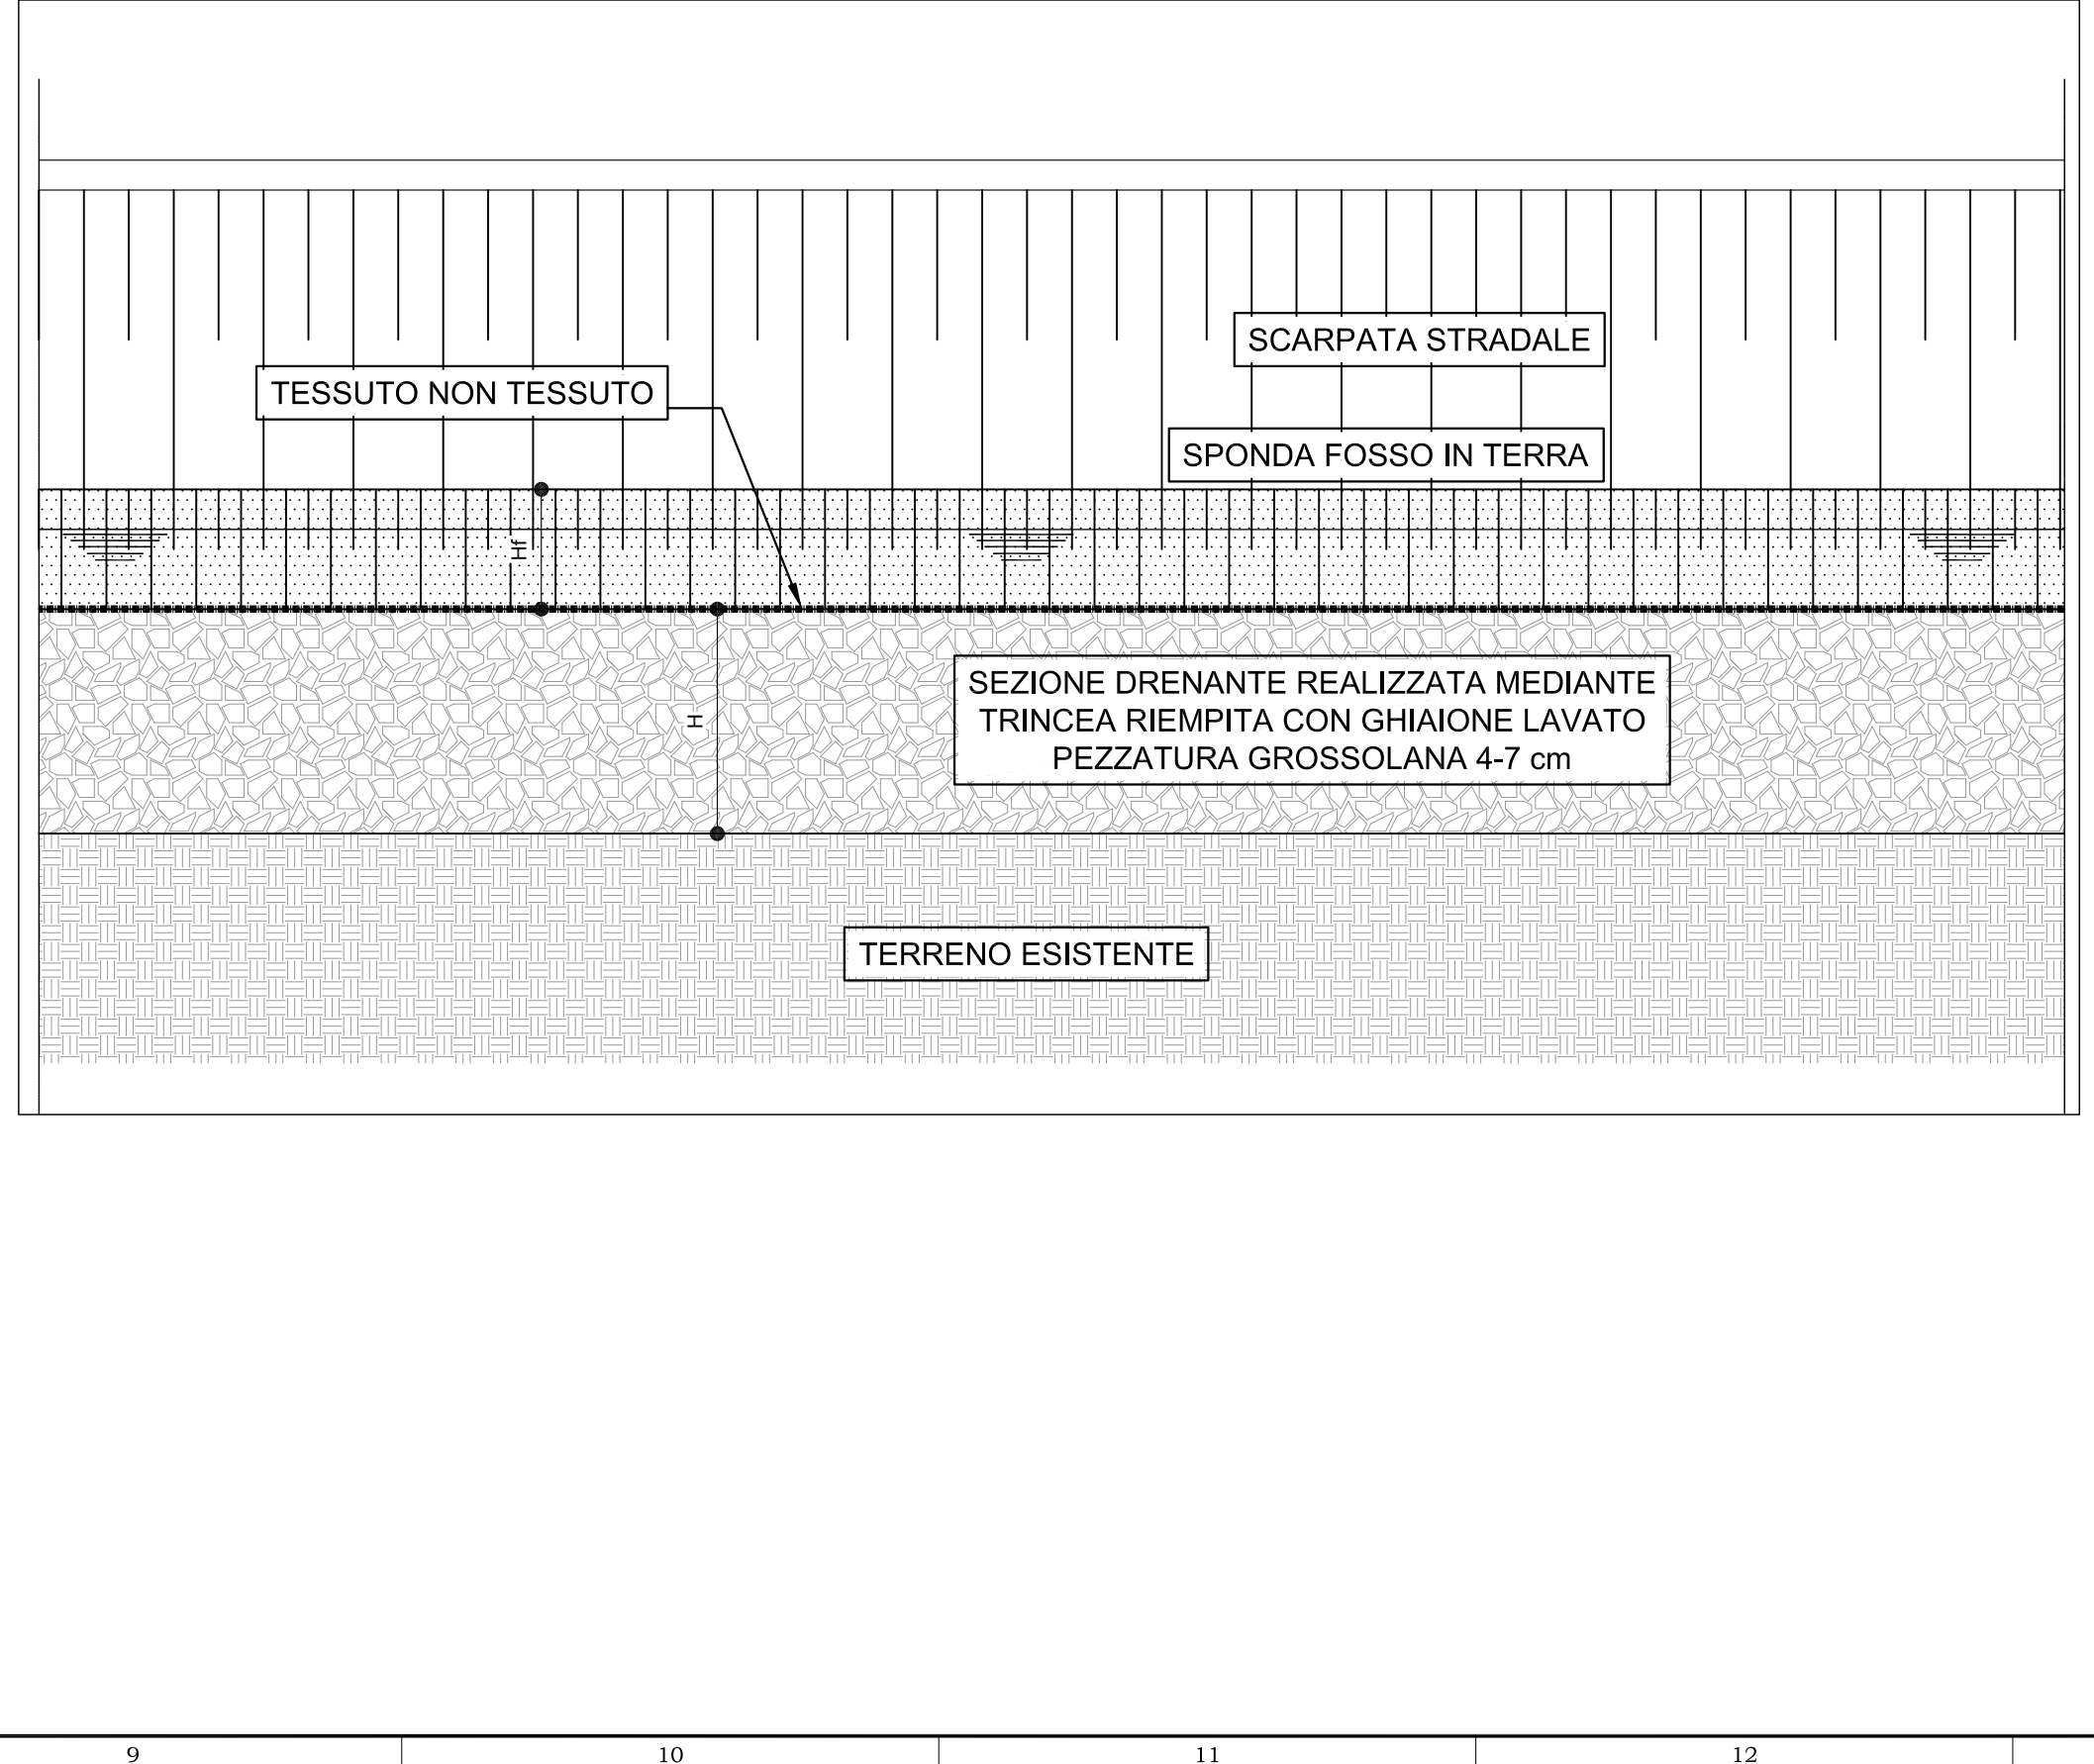 SCARPATA STRADALE
TESSUTO NON TESSUTO
SPONDA FOSSO IN TERRA
Hf
SEZIONE DRENANTE REALIZZATA MEDIANTE
TRINCEA RIEMPITA CON GHIAIONE LAVATO
PEZZATURA GROSSOLANA 4-7 cm
H
TERRENO ESISTENTE
9 10 11 12